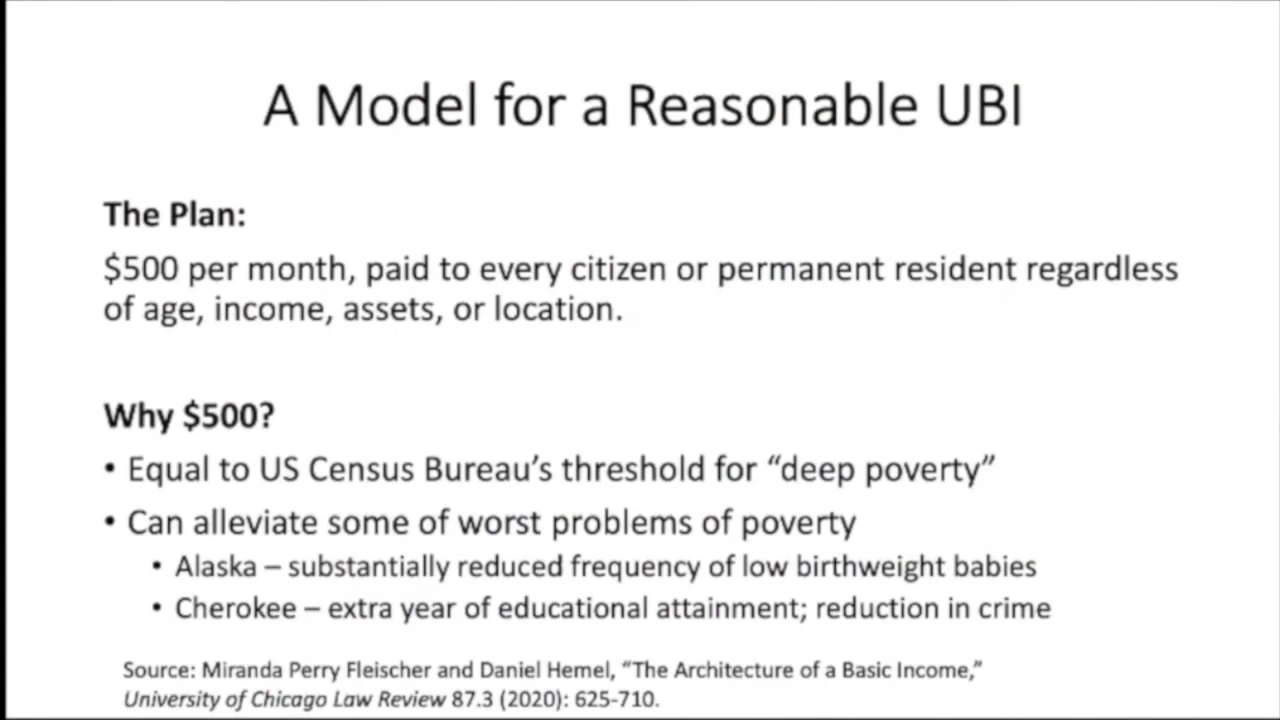 A Model for a Reasonable UBI
The Plan:
$500 per month, paid to every citizen or permanent resident regardless
of age, income, assets, or location.
Why $500?
• Equal to US Census Bureau’s threshold for “deep poverty”
• Can alleviate some of worst problems of poverty
• Alaska – substantially reduced frequency of low birthweight babies
• Cherokee – extra year of educational attainment; reduction in crime
Source: Miranda Perry Fleischer and Daniel Hemel, “The Architecture of a Basic Income,”
University of Chicago Law Review 87.3 (2020): 625-710.